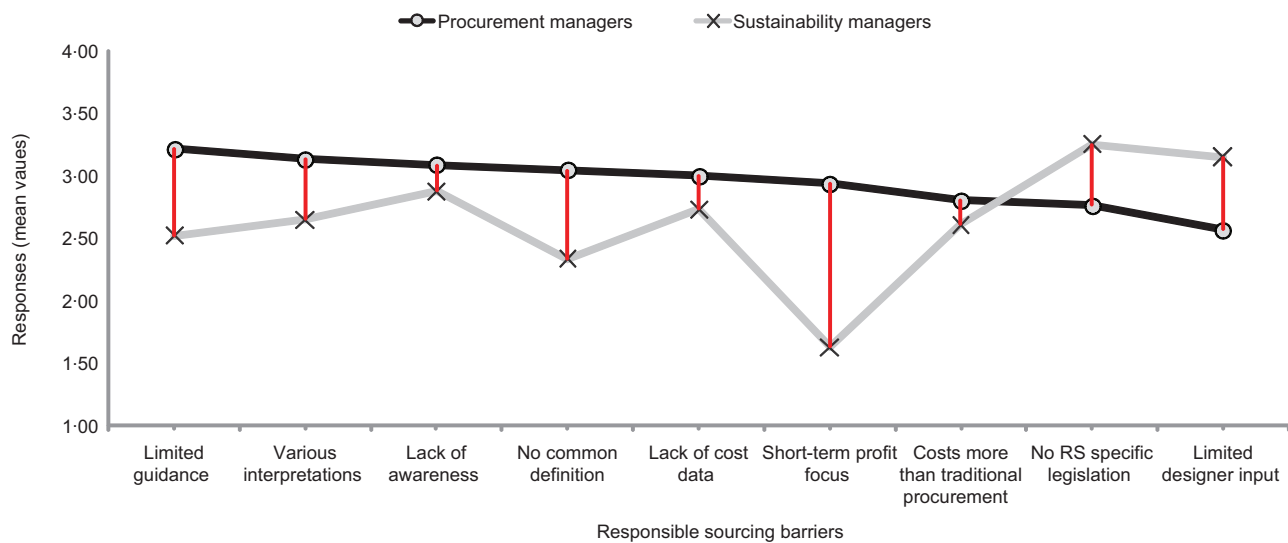 Procurement managers Sustainability managers
4·00
3·50
3·00
2·50
2·00
1·50
1·00
Responses (mean vaues)
Limited
guidance
Various
interpretations
Lack of
awareness
No common
definition
Lack of cost
data
Short-term profit
focus
Costs more
than traditional
procurement
No RS specific
legislation
Limited
designer input
Responsible sourcing barriers